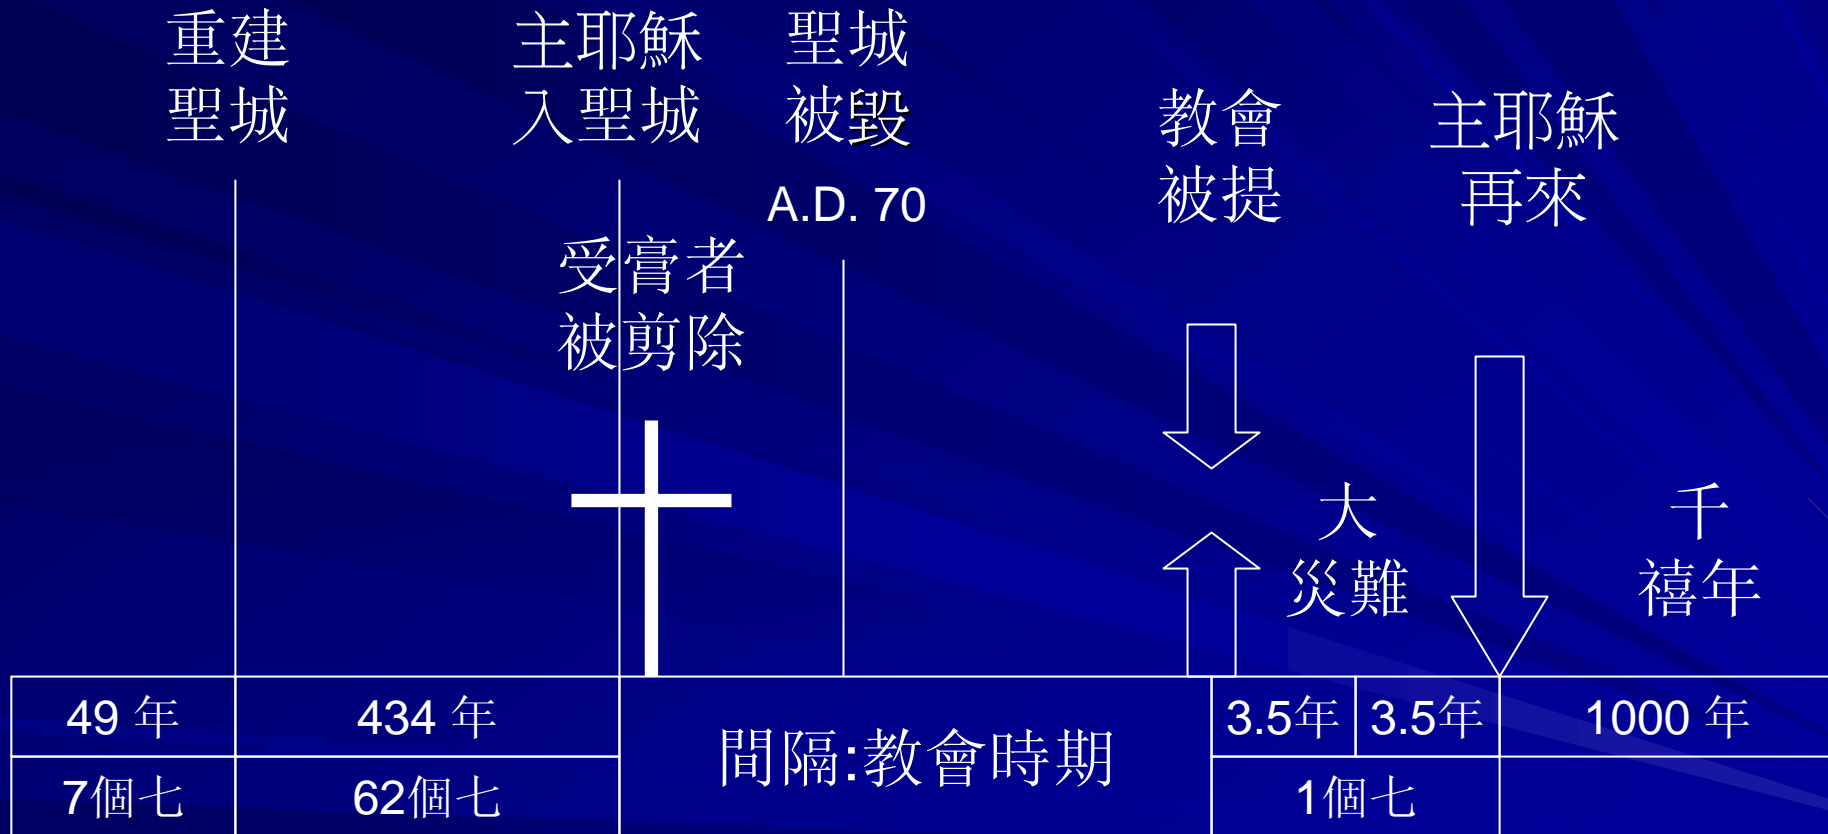 重建
聖城
主耶穌
入聖城
聖城
被毀
A.D. 70
受膏者
被剪除
教會
被提
主耶穌
再來
大
災難
千
禧年
49 年
434 年
間隔:教會時期
3.5年
3.5年
1000 年
7個七
62個七
1個七